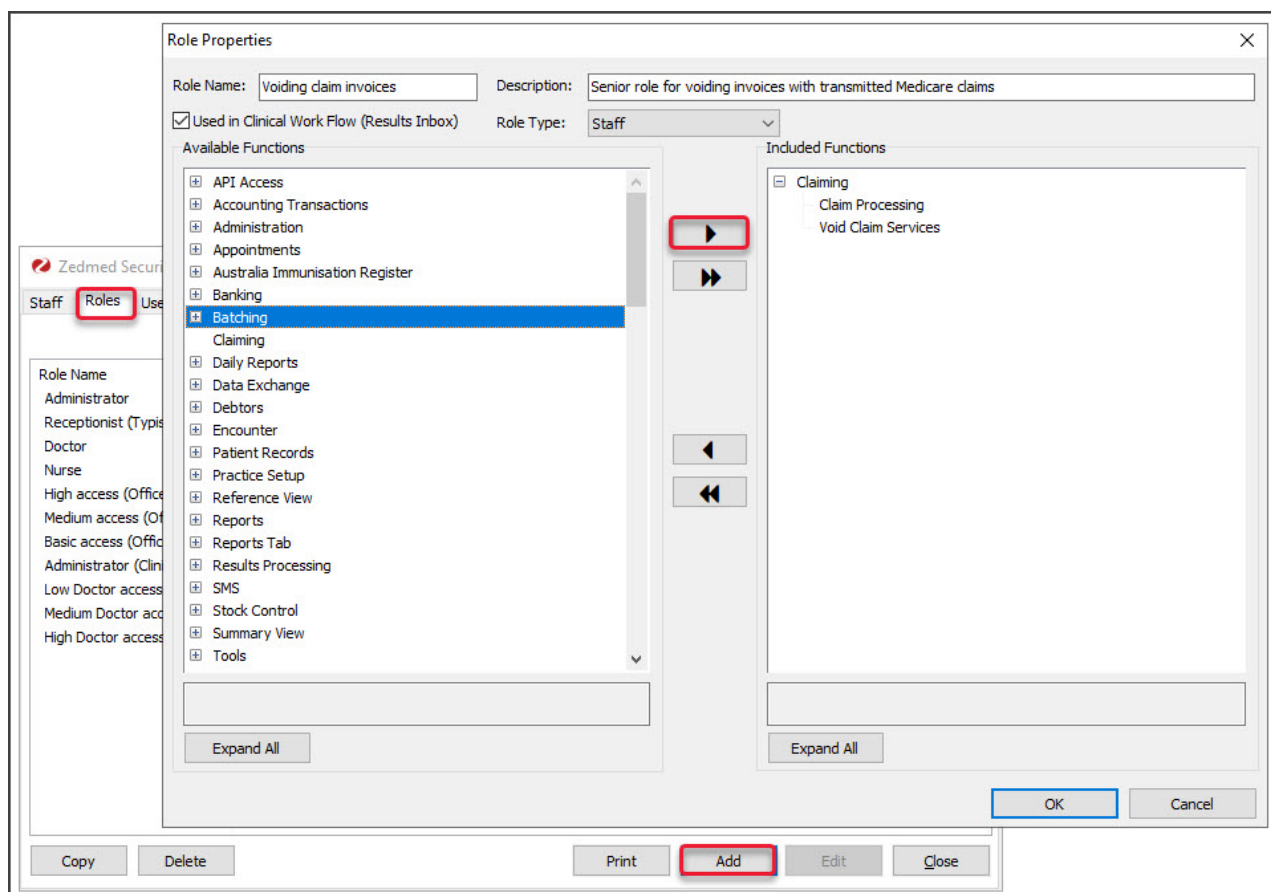 Role Properties
Role Name: Voiding claim invoices Description: Senior role for voiding invoices with transmitted Medicare claims
Used in Clinical Work Flow (Results Inbox) Role Type: Staff
Available Functions
API Access
Accounting Transactions
Administration
Appointments
Australia Immunisation Register
Banking
Batching
Claiming
Daily Reports
Data Exchange
Debtors
Encounter
Patient Records
Practice Setup
Reference View
Reports
Reports Tab
Results Processing
SMS
Stock Control
Summary View
Tools
Expand All
Included Functions
Claiming
Claim Processing
Void Claim Services
Expand All
OK Cancel
Zedmed Securi
Staff Roles Use
Role Name
Administrator
Receptionist (Typis
Doctor
Nurse
High access (Office
Medium access (Of
Basic access (Offic
Administrator (Clini
Low Doctor access
Medium Doctor acc
High Doctor access
Copy Delete Print Add Edit Close